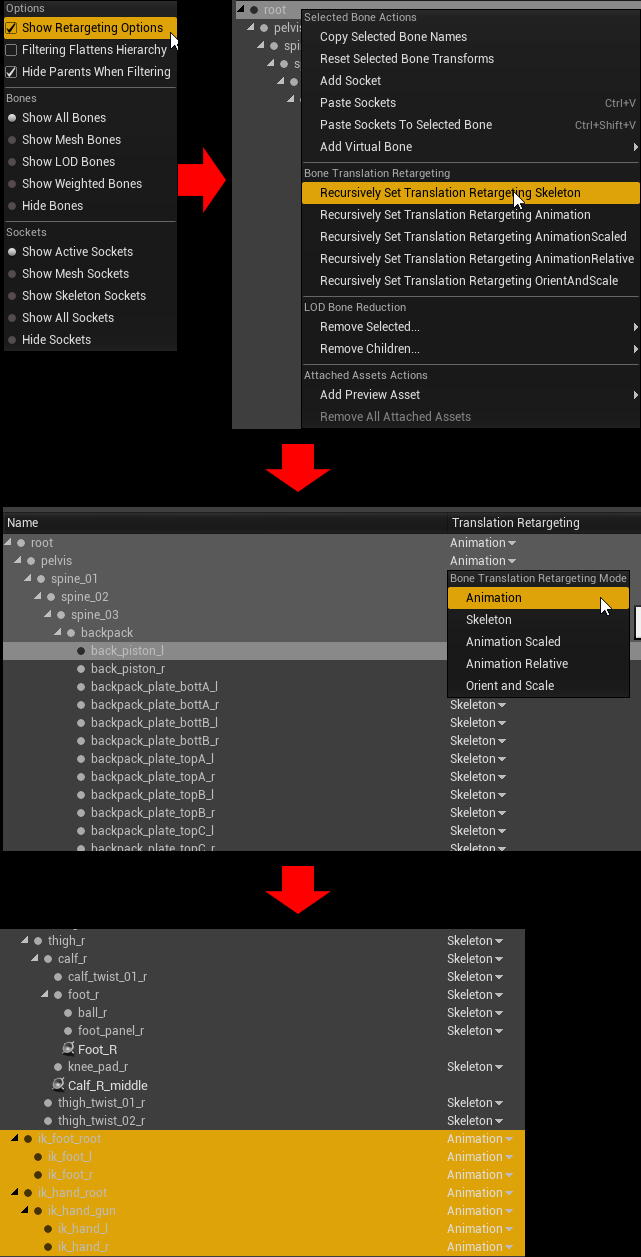 Options
Show Retargeting Options
Filtering Flattens Hierarchy
Hide Parents When Filtering
Bones
Show All Bones
Show Mesh Bones
Show LOD Bones
Show Weighted Bones
Hide Bones
Sockets
Show Active Sockets
Show Mesh Sockets
Show Skeleton Sockets
Show All Sockets
Hide Sockets
root
pelvis
spi
s
Selected Bone Actions
Copy Selected Bone Names
Reset Selected Bone Transforms
Add Socket
Paste Sockets Ctrl+V
Paste Sockets To Selected Bone Ctrl+Shift+V
Add Virtual Bone
Bone Translation Retargeting
Recursively Set Translation Retargeting Skeleton
Recursively Set Translation Retargeting Animation
Recursively Set Translation Retargeting AnimationScaled
Recursively Set Translation Retargeting AnimationRelative
Recursively Set Translation Retargeting OrientAndScale
LOD Bone Reduction
Remove Selected...
Remove Children...
Attached Assets Actions
Add Preview Asset
Remove All Attached Assets
Name Translation Retargeting
root Animation
pelvis Animation
spine_01
spine_02
spine_03
backpack
back_piston_l
back_piston_r
backpack_plate_bottA_l
backpack_plate_bottA_r Skeleton
backpack_plate_bottB_l Skeleton
backpack_plate_bottB_r Skeleton
backpack_plate_topA_l Skeleton
backpack_plate_topA_r Skeleton
backpack_plate_topB_l Skeleton
backpack_plate_topB_r Skeleton
backpack_plate_topC_l Skeleton
backpack_plate_topC_r Skeleton
Bone Translation Retargeting Mode
Animation
Skeleton
Animation Scaled
Animation Relative
Orient and Scale
thigh_r Skeleton
calf_r Skeleton
calf_twist_01_r Skeleton
foot_r Skeleton
ball_r Skeleton
foot_panel_r Skeleton
Foot_R
knee_pad_r Skeleton
Calf_R_middle
thigh_twist_01_r Skeleton
thigh_twist_02_r Skeleton
ik_foot_root Animation
ik_foot_l Animation
ik_foot_r Animation
ik_hand_root Animation
ik_hand_gun Animation
ik_hand_l Animation
ik_hand_r Animation